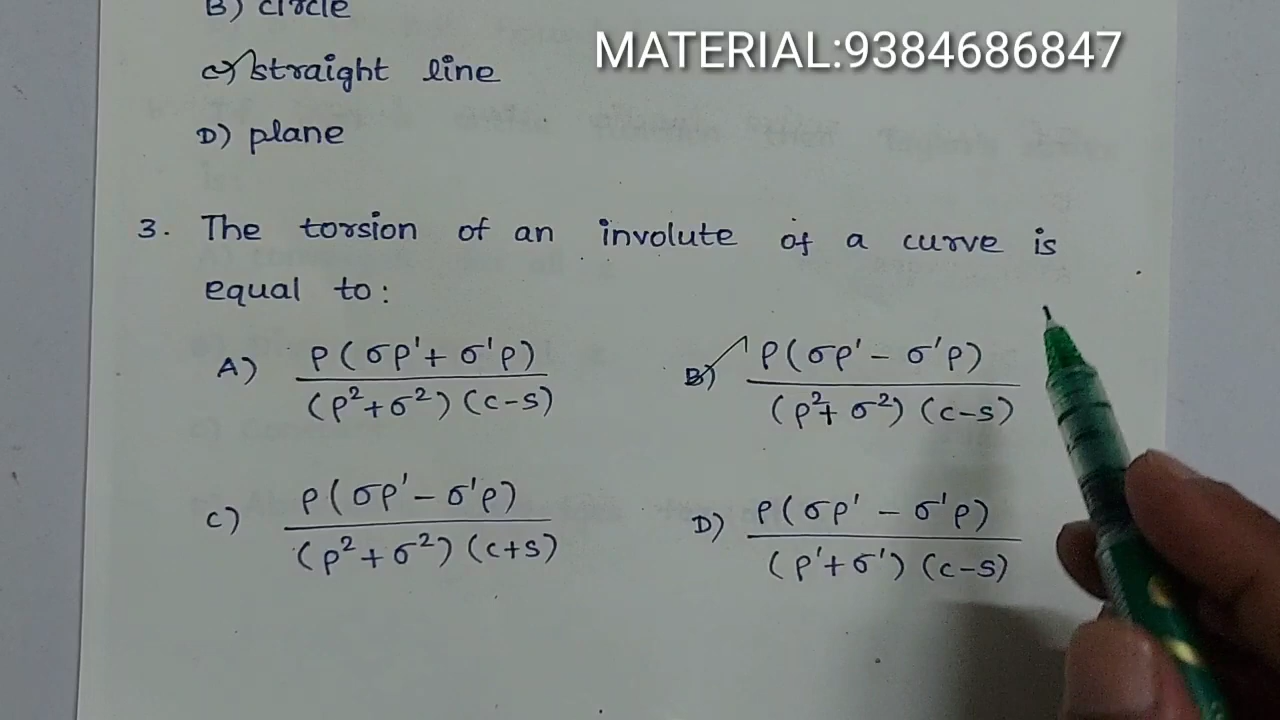 B) circle
MATERIAL:9384686847
C) straight line
D) plane
3. The torsion of an involute of a curve is
equal to:
A) ρ(σρ'+ σ'ρ) / (ρ²+σ²)(c-s)
B) ρ(σρ' - σ'ρ) / (ρ²+ σ²)(c-s)
C) ρ(σρ' - σ'ρ) / (ρ²+σ²)(c+s)
D) ρ(σρ' - σ'ρ) / (ρ'+σ')(c-s)